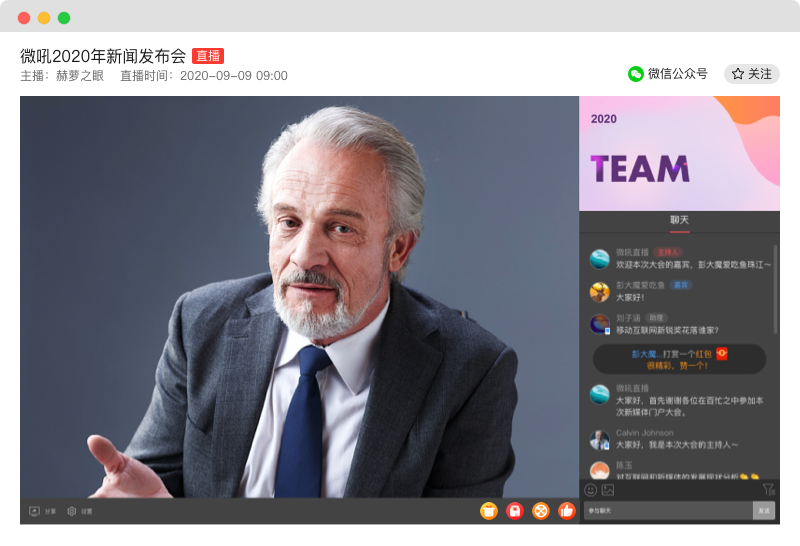 微吼2020年新闻发布会 直播
主播：赫萝之眼 直播时间：2020-09-09 09:00
微信公众号
关注
2020
TEAM
聊天
微吼直播 主持人
欢迎本次大会的嘉宾，彭大魔爱吃鱼珠江～
彭大魔爱吃鱼 嘉宾
大家好！
刘子涵 助理
移动互联网新锐奖花落谁家?
彭大魔...打赏一个红包
很精彩，赞一个！
微吼直播
大家好，首先谢谢各位在百忙之中参加本
次新媒体门户大会。
Calvin Johnson
大家好，我是本次大会的主持人～
陈玉
对互联网和新媒体的发展现状分析
分享
设置
参与聊天
发送